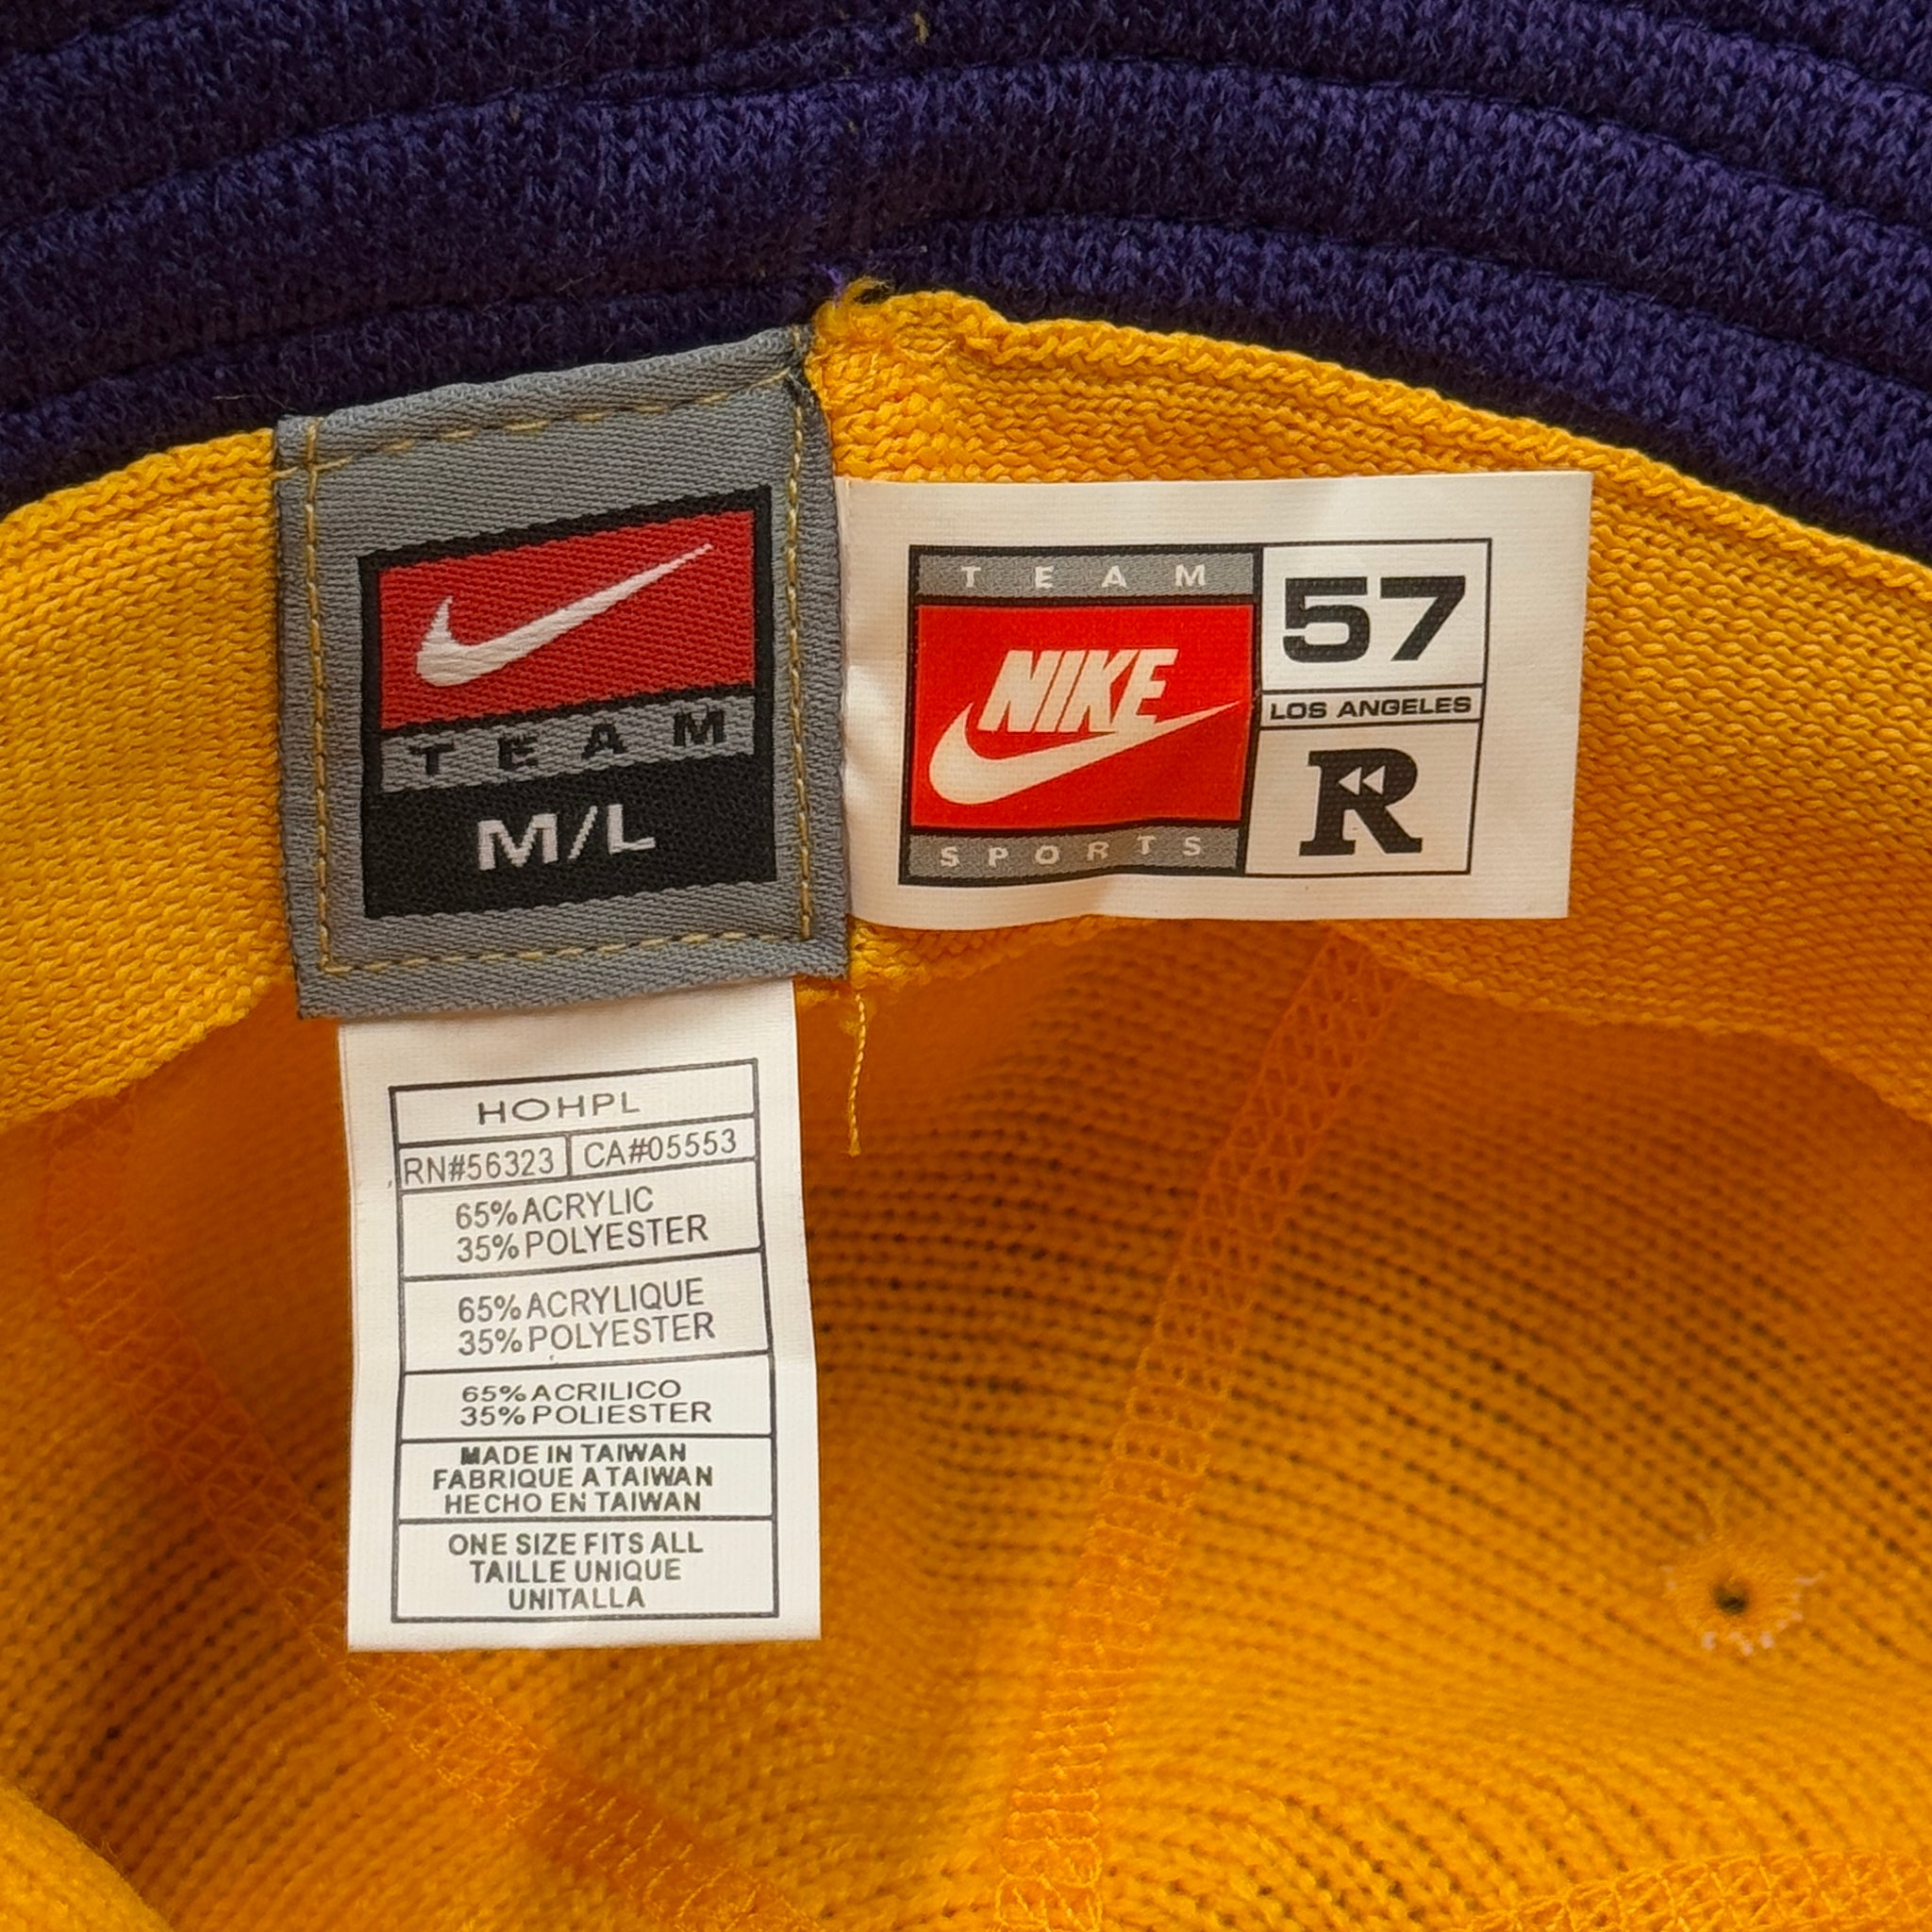 TEAM
M/L
TEAM
NIKE
SPORTS
57
LOS ANGELES
R
HOHPL
RN#56323 CA#05553
65% ACRYLIC
35% POLYESTER
65% ACRYLIQUE
35% POLYESTER
65% ACRILICO
35% POLIESTER
MADE IN TAIWAN
FABRIQUE A TAIWAN
HECHO EN TAIWAN
ONE SIZE FITS ALL
TAILLE UNIQUE
UNITALLA